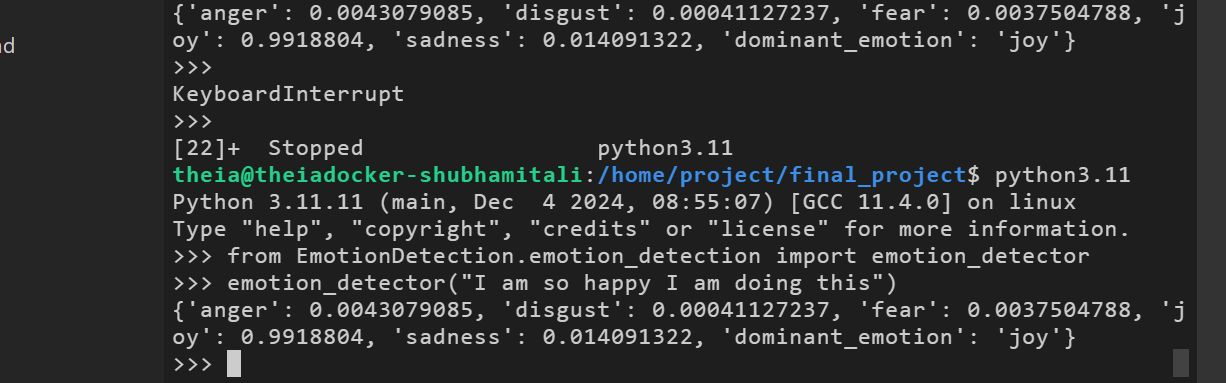 {'anger': 0.0043079085, 'disgust': 0.00041127237, 'fear': 0.0037504788, 'j
oy': 0.9918804, 'sadness': 0.014091322, 'dominant_emotion': 'joy'}
>>>
KeyboardInterrupt
>>>
[22]+  Stopped                 python3.11
theia@theiadocker-shubhamitali:/home/project/final_project$ python3.11
Python 3.11.11 (main, Dec  4 2024, 08:55:07) [GCC 11.4.0] on linux
Type "help", "copyright", "credits" or "license" for more information.
>>> from EmotionDetection.emotion_detection import emotion_detector
>>> emotion_detector("I am so happy I am doing this")
{'anger': 0.0043079085, 'disgust': 0.00041127237, 'fear': 0.0037504788, 'j
oy': 0.9918804, 'sadness': 0.014091322, 'dominant_emotion': 'joy'}
>>>